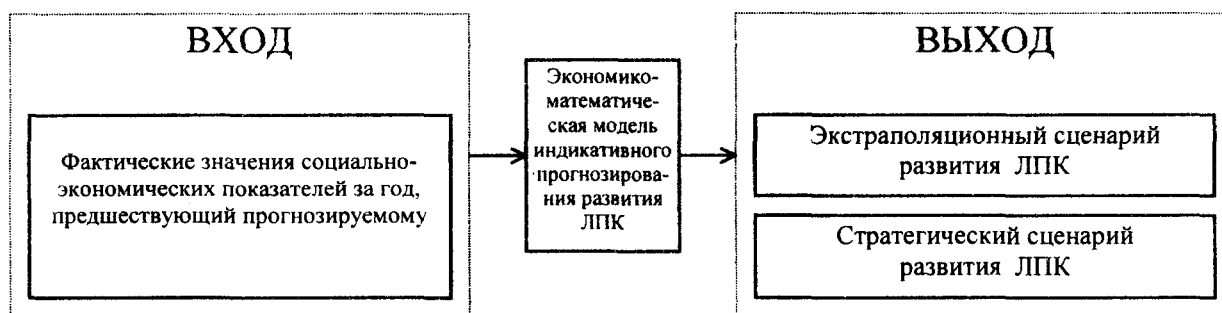 ВХОД
Фактические значения социально-
экономических показателей за год,
предшествующий прогнозируемому
Экономико-
математиче-
ская модель
индикативного
прогнозирова-
ния развития
ЛПК
ВЫХОД
Экстраполяционный сценарий
развития ЛПК
Стратегический сценарий
развития ЛПК